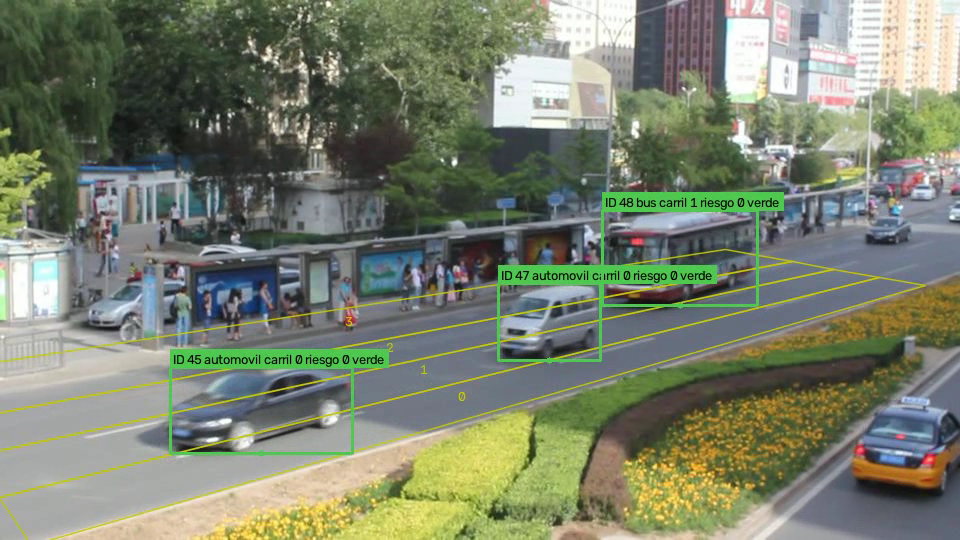 ID 48 bus carril 1 riesgo 0 verde
ID 47 automovil carril 0 riesgo 0 verde
3
2
ID 45 automovil carril 0 riesgo 0 verde
1
0